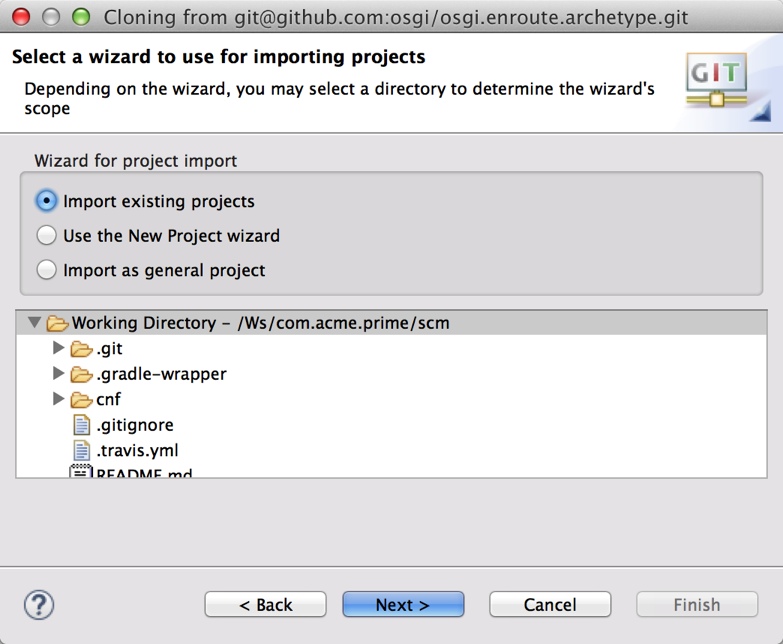 Cloning from git@github.com:osgi/osgi.enroute.archetype.git
Select a wizard to use for importing projects
Depending on the wizard, you may select a directory to determine the wizard's
scope
GIT
Wizard for project import
Import existing projects
Use the New Project wizard
Import as general project
Working Directory – /Ws/com.acme.prime/scm
.git
.gradle-wrapper
cnf
.gitignore
.travis.yml
README.md
?
< Back
Next >
Cancel
Finish